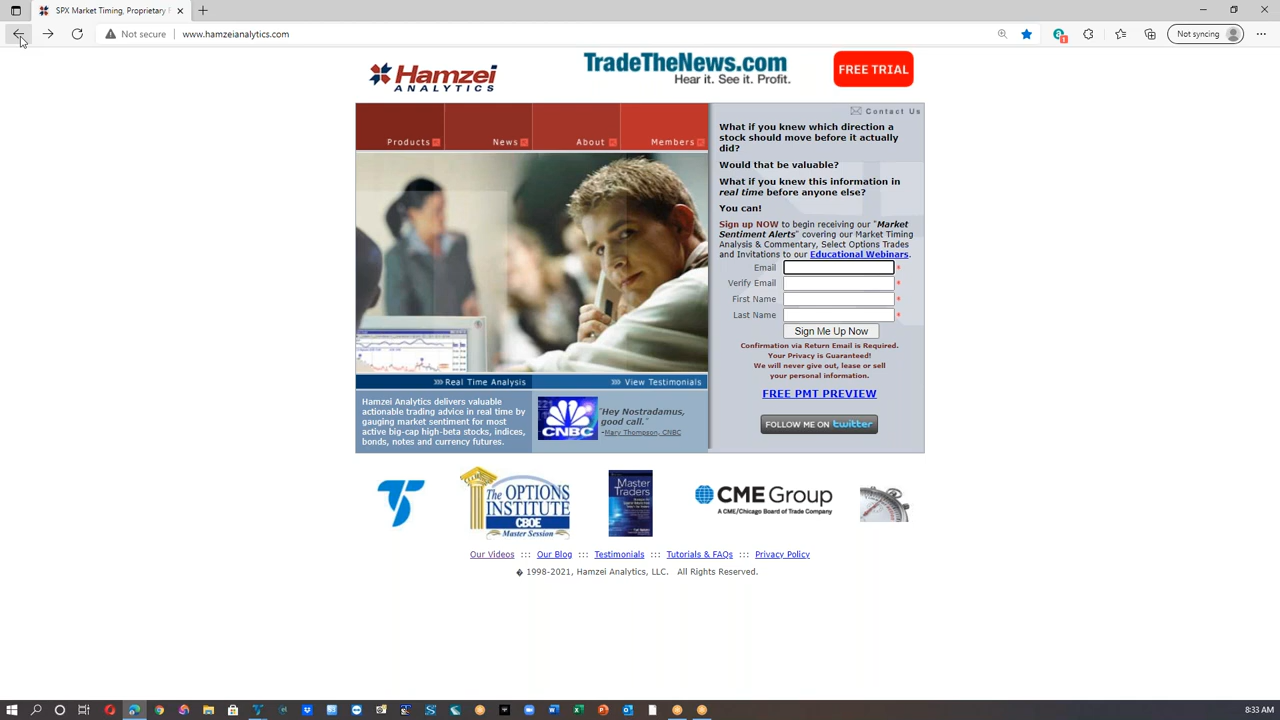 SPX Market Timing, Proprietary
Not secure
www.hamzeianalytics.com
Not syncing
Hamzei
ANALYTICS
TradeTheNews.com
Hear it. See it. Profit.
FREE TRIAL
Products
News
About
Members
Contact Us
What if you knew which direction a
stock should move before it actually
did?
Would that be valuable?
What if you knew this information in
real time before anyone else?
You can!
Sign up NOW to begin receiving our "Market
Sentiment Alerts" covering our Market Timing
Analysis & Commentary, Select Options Trades
and Invitations to our Educational Webinars.
Email *
Verify Email *
First Name *
Last Name *
Sign Me Up Now
Confirmation via Return Email is Required.
Your Privacy is Guaranteed!
We will never give out, lease or sell
your personal information.
FREE PMT PREVIEW
FOLLOW ME ON twitter
Real Time Analysis
View Testimonials
Hamzei Analytics delivers valuable
actionable trading advice in real time by
gauging market sentiment for most
active big-cap high-beta stocks, indices,
bonds, notes and currency futures.
CNBC
"Hey Nostradamus,
good call."
-Mary Thompson, CNBC
The OPTIONS
INSTITUTE
CBOE
Master Session
Master
Traders
CME Group
A CME/Chicago Board of Trade Company
Our Videos ::: Our Blog ::: Testimonials ::: Tutorials & FAQs ::: Privacy Policy
� 1998-2021, Hamzei Analytics, LLC. All Rights Reserved.
8:33 AM